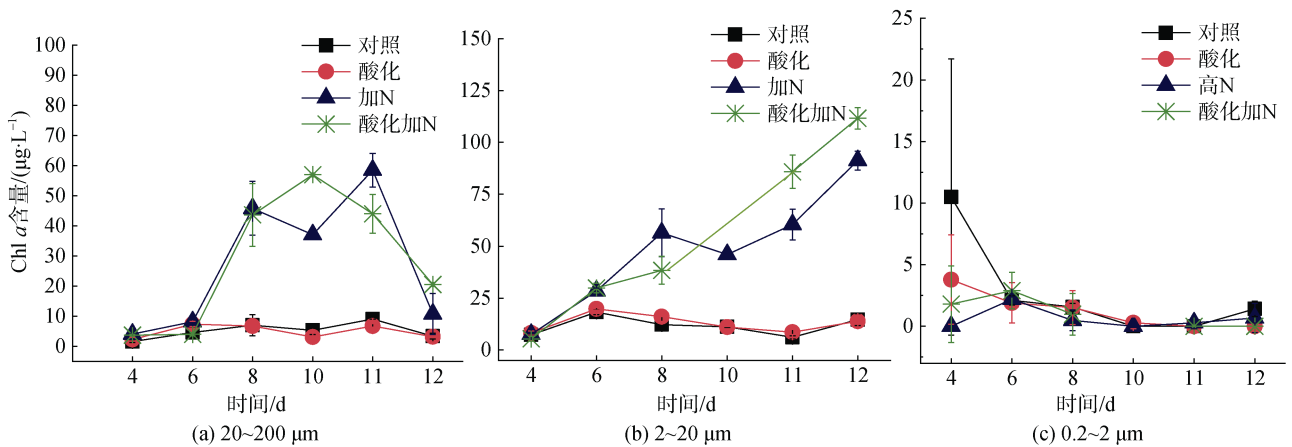 Chl a含量/(μg·L⁻¹)
100
90
80
70
60
50
40
30
20
10
0
对照
酸化
加N
酸化加N
4 6 8 10 11 12
时间/d
(a) 20~200 μm
150
125
100
75
50
25
0
对照
酸化
加N
酸化加N
4 6 8 10 11 12
时间/d
(b) 2~20 μm
25
20
15
10
5
0
对照
酸化
高N
酸化加N
4 6 8 10 11 12
时间/d
(c) 0.2~2 μm